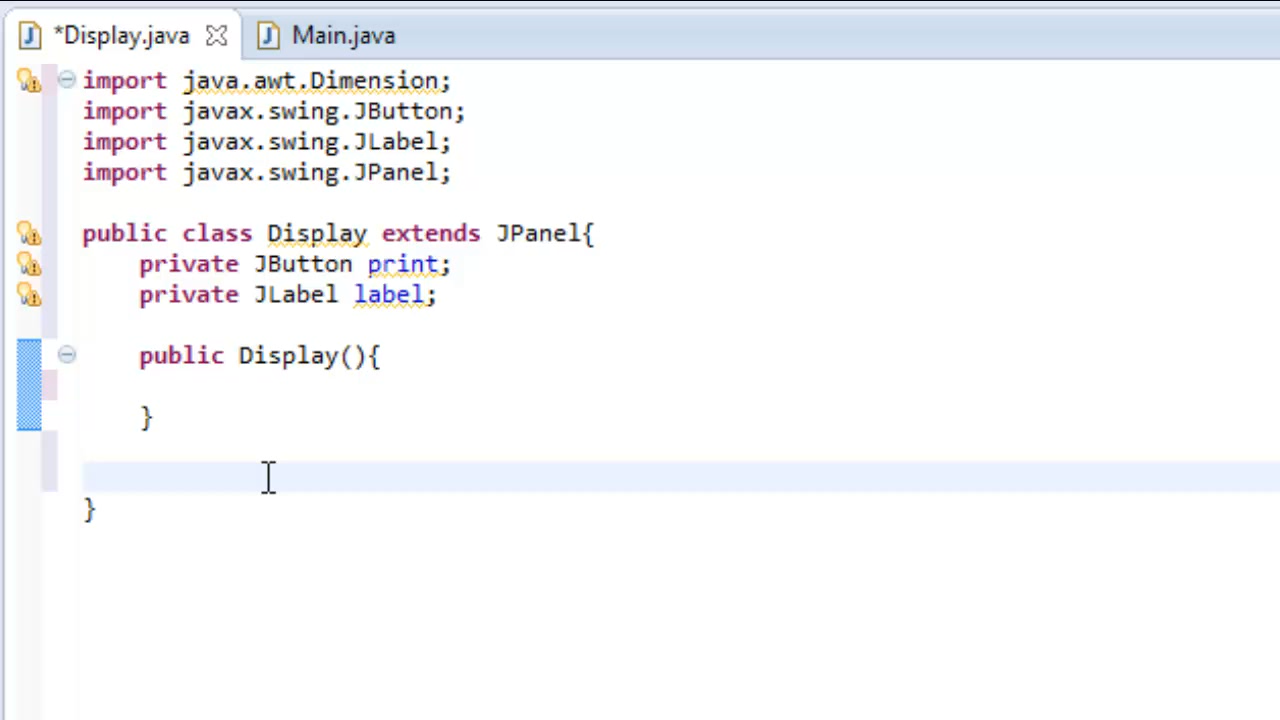 *Display.java Main.java
import java.awt.Dimension;
import javax.swing.JButton;
import javax.swing.JLabel;
import javax.swing.JPanel;
public class Display extends JPanel{
private JButton print;
private JLabel label;
public Display(){
}
}